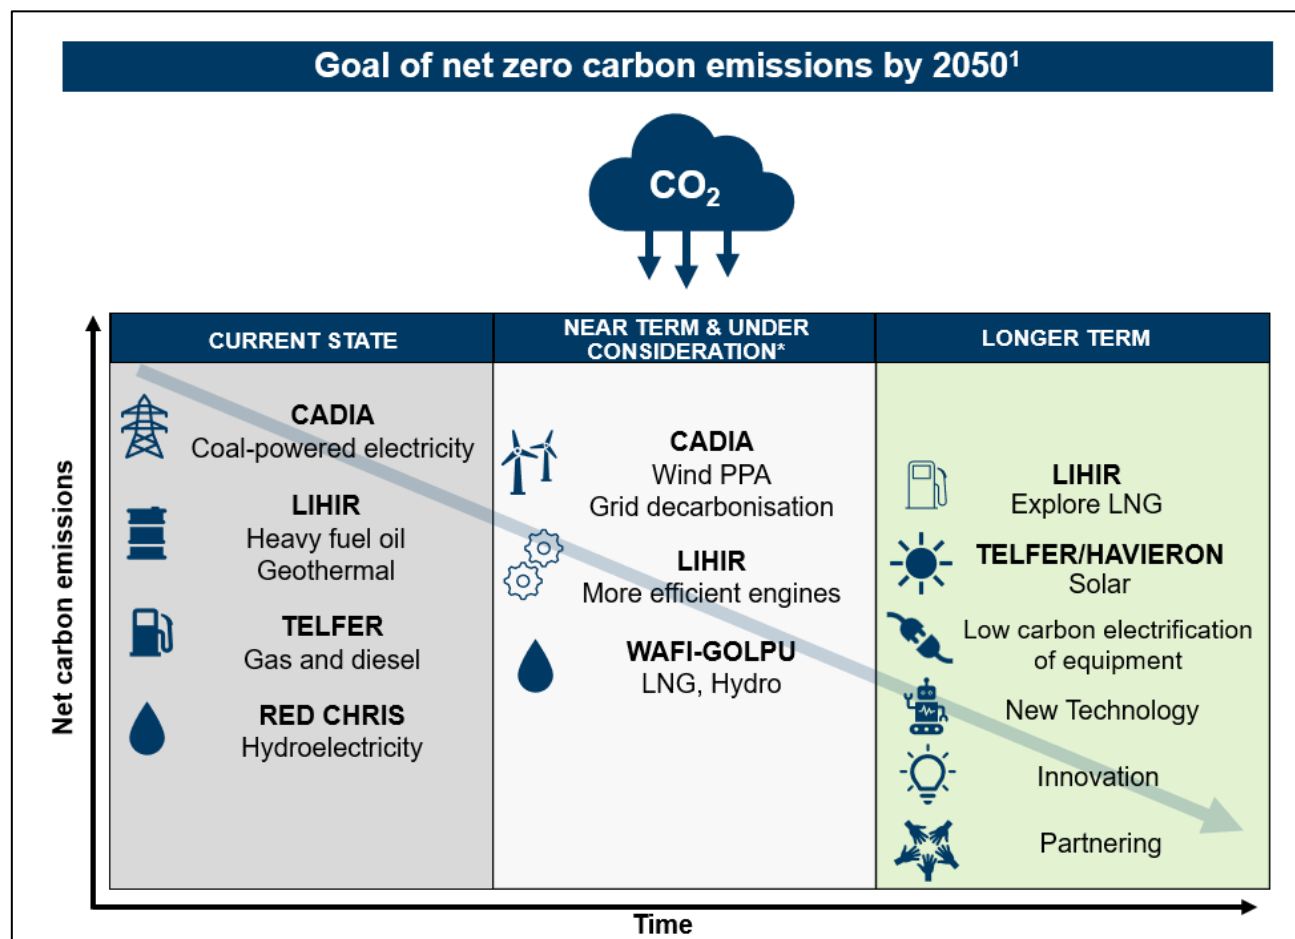 Goal of net zero carbon emissions by 2050¹
CO₂
CURRENT STATE
CADIA
Coal-powered electricity
LIHIR
Heavy fuel oil
Geothermal
TELFER
Gas and diesel
RED CHRIS
Hydroelectricity
NEAR TERM & UNDER
CONSIDERATION*
CADIA
Wind PPA
Grid decarbonisation
LIHIR
More efficient engines
WAFI-GOLPU
LNG, Hydro
LONGER TERM
LIHIR
Explore LNG
TELFER/HAVIERON
Solar
Low carbon electrification
of equipment
New Technology
Innovation
Partnering
Net carbon emissions
Time